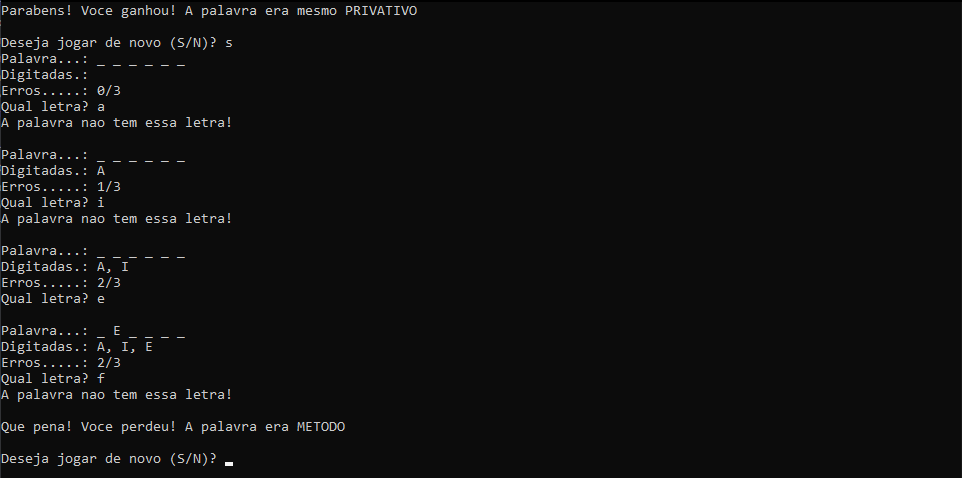 Parabens! Voce ganhou! A palavra era mesmo PRIVATIVO
Deseja jogar de novo (S/N)? s
Palavra...: _ _ _ _ _ _
Digitadas.:
Erros.....: 0/3
Qual letra? a
A palavra nao tem essa letra!
Palavra...: _ _ _ _ _ _
Digitadas.: A
Erros.....: 1/3
Qual letra? i
A palavra nao tem essa letra!
Palavra...: _ _ _ _ _ _
Digitadas.: A, I
Erros.....: 2/3
Qual letra? e
Palavra...: _ E _ _ _ _
Digitadas.: A, I, E
Erros.....: 2/3
Qual letra? f
A palavra nao tem essa letra!
Que pena! Voce perdeu! A palavra era METODO
Deseja jogar de novo (S/N)?